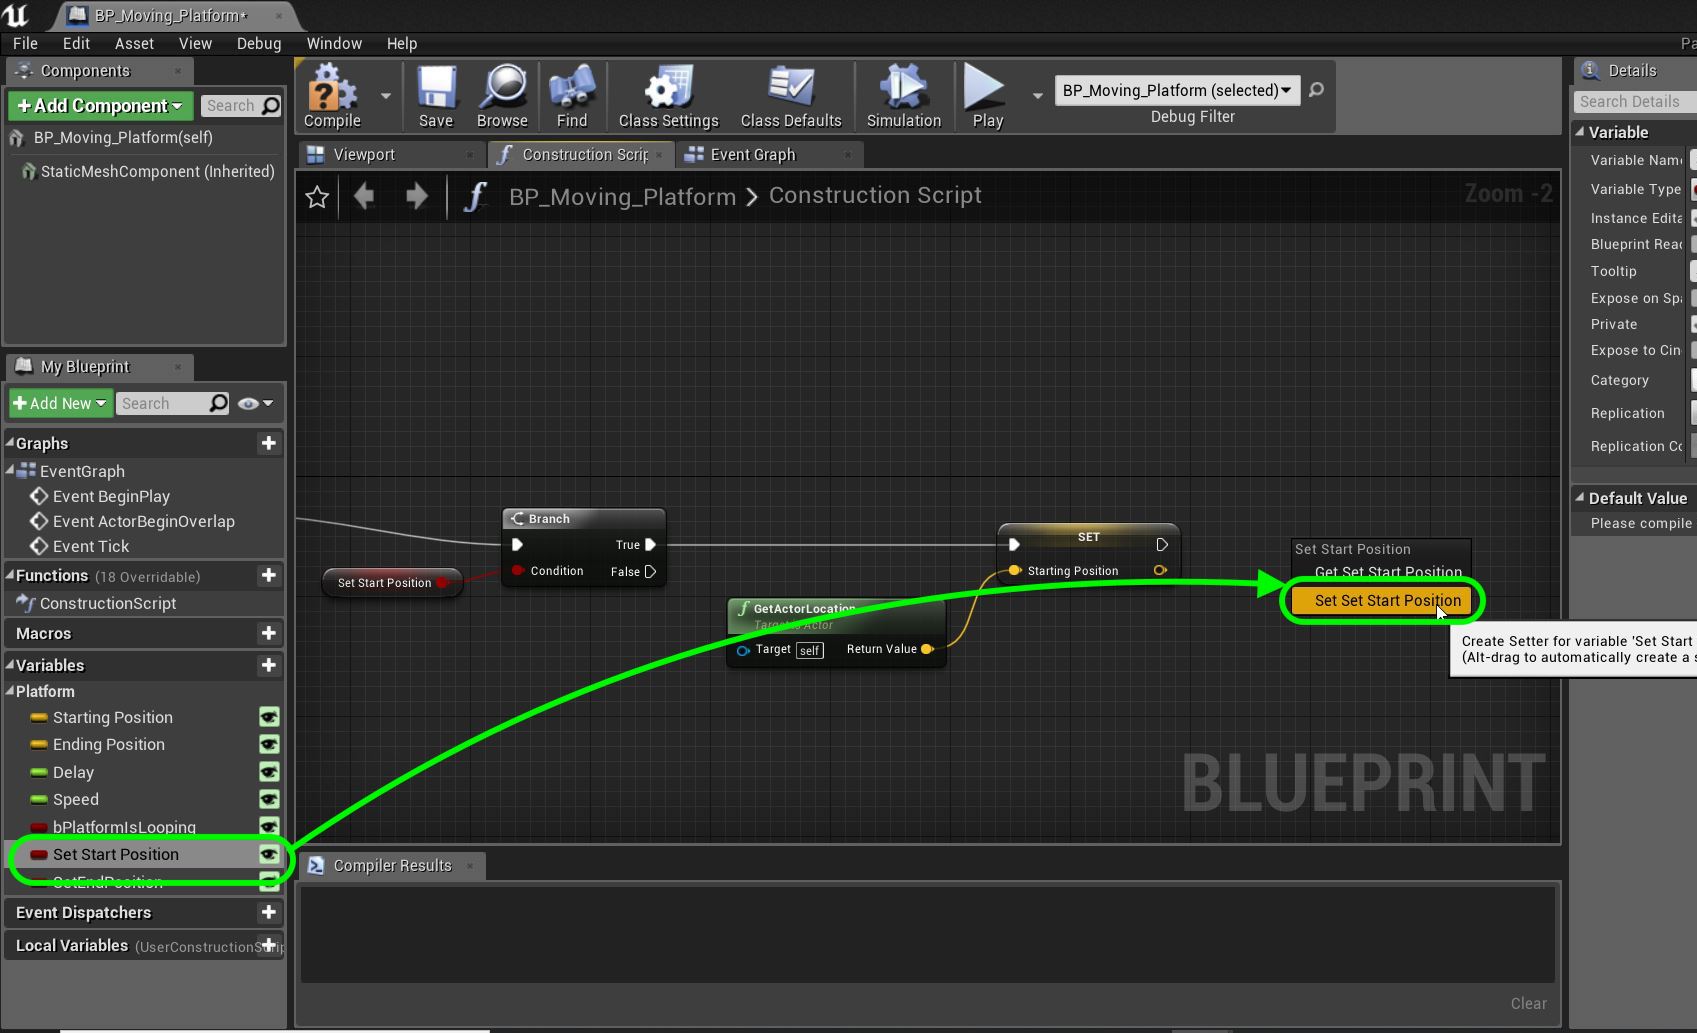 BP_Moving_Platform*
File Edit Asset View Debug Window Help
Components
+Add Component
Search
BP_Moving_Platform(self)
StaticMeshComponent (Inherited)
My Blueprint
+Add New
Search
Graphs
EventGraph
Event BeginPlay
Event ActorBeginOverlap
Event Tick
Functions (18 Overridable)
ConstructionScript
Macros
Variables
Platform
Starting Position
Ending Position
Delay
Speed
bPlatformIsLooping
Set Start Position
SetEndPosition
Event Dispatchers
Local Variables (UserConstructionScrip
Compile
Save
Browse
Find
Class Settings
Class Defaults
Simulation
Play
BP_Moving_Platform (selected)
Debug Filter
Viewport
Construction Scrip
Event Graph
BP_Moving_Platform > Construction Script
Zoom -2
Branch
True
Condition
False
Set Start Position
GetActorLocation
Target is Actor
Target self
Return Value
SET
Starting Position
Set Start Position
Get Set Start Position
Set Set Start Position
Create Setter for variable 'Set Start
(Alt-drag to automatically create a s
BLUEPRINT
Compiler Results
Clear
Pa
Details
Search Details
Variable
Variable Name
Variable Type
Instance Edita
Blueprint Read
Tooltip
Expose on Spa
Private
Expose to Cin
Category
Replication
Replication Co
Default Value
Please compile